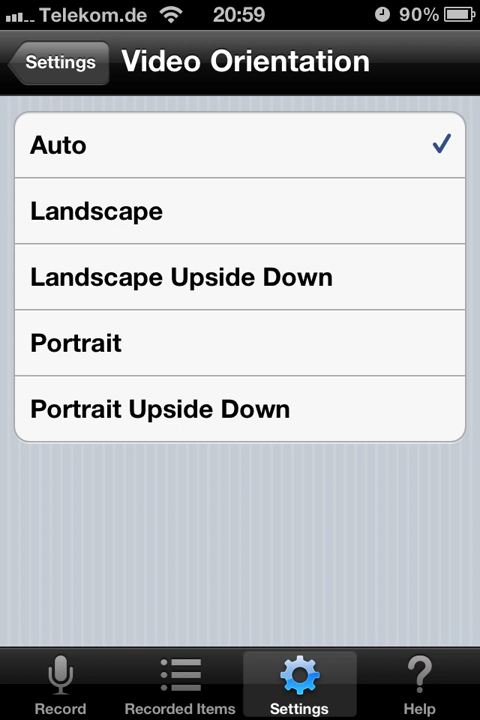 Telekom.de 20:59 90%
Settings Video Orientation
Auto
Landscape
Landscape Upside Down
Portrait
Portrait Upside Down
Record Recorded Items Settings Help